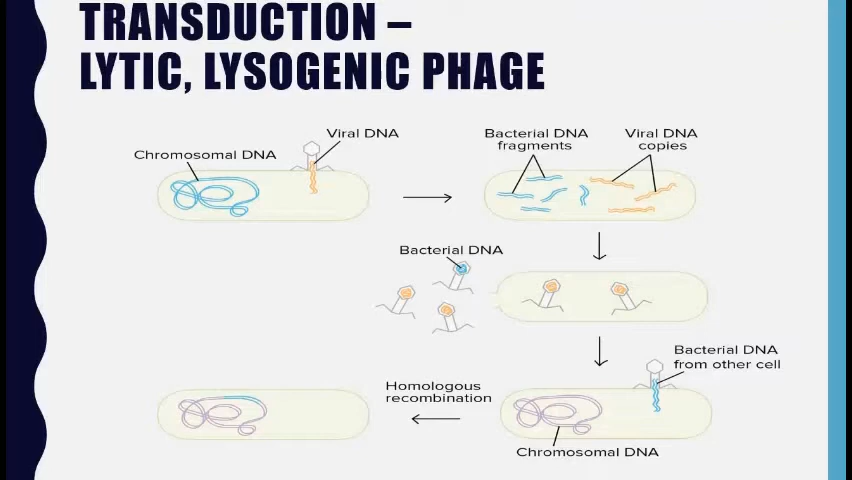 TRANSDUCTION –
LYTIC, LYSOGENIC PHAGE
Viral DNA
Chromosomal DNA
Bacterial DNA
fragments
Viral DNA
copies
Bacterial DNA
Bacterial DNA
from other cell
Homologous
recombination
Chromosomal DNA